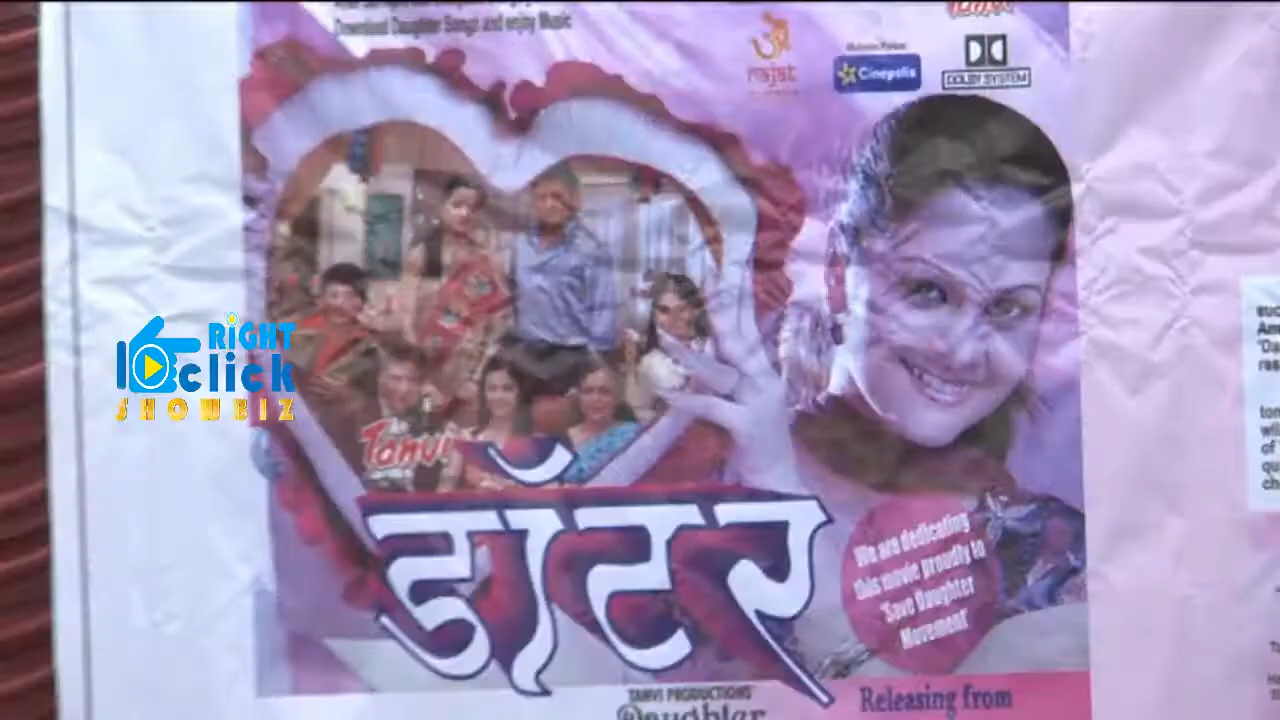 Download Daughter Songs and enjoy Music
rajat
Cinepolis
DOLBY SYSTEM
RIGHT
click
SHOWBIZ
Tanvi
डॉटर
We are dedicating
this movie proudly to
'Save Daughter
Movement'
TANVI PRODUCTIONS'
Daughter
Releasing from